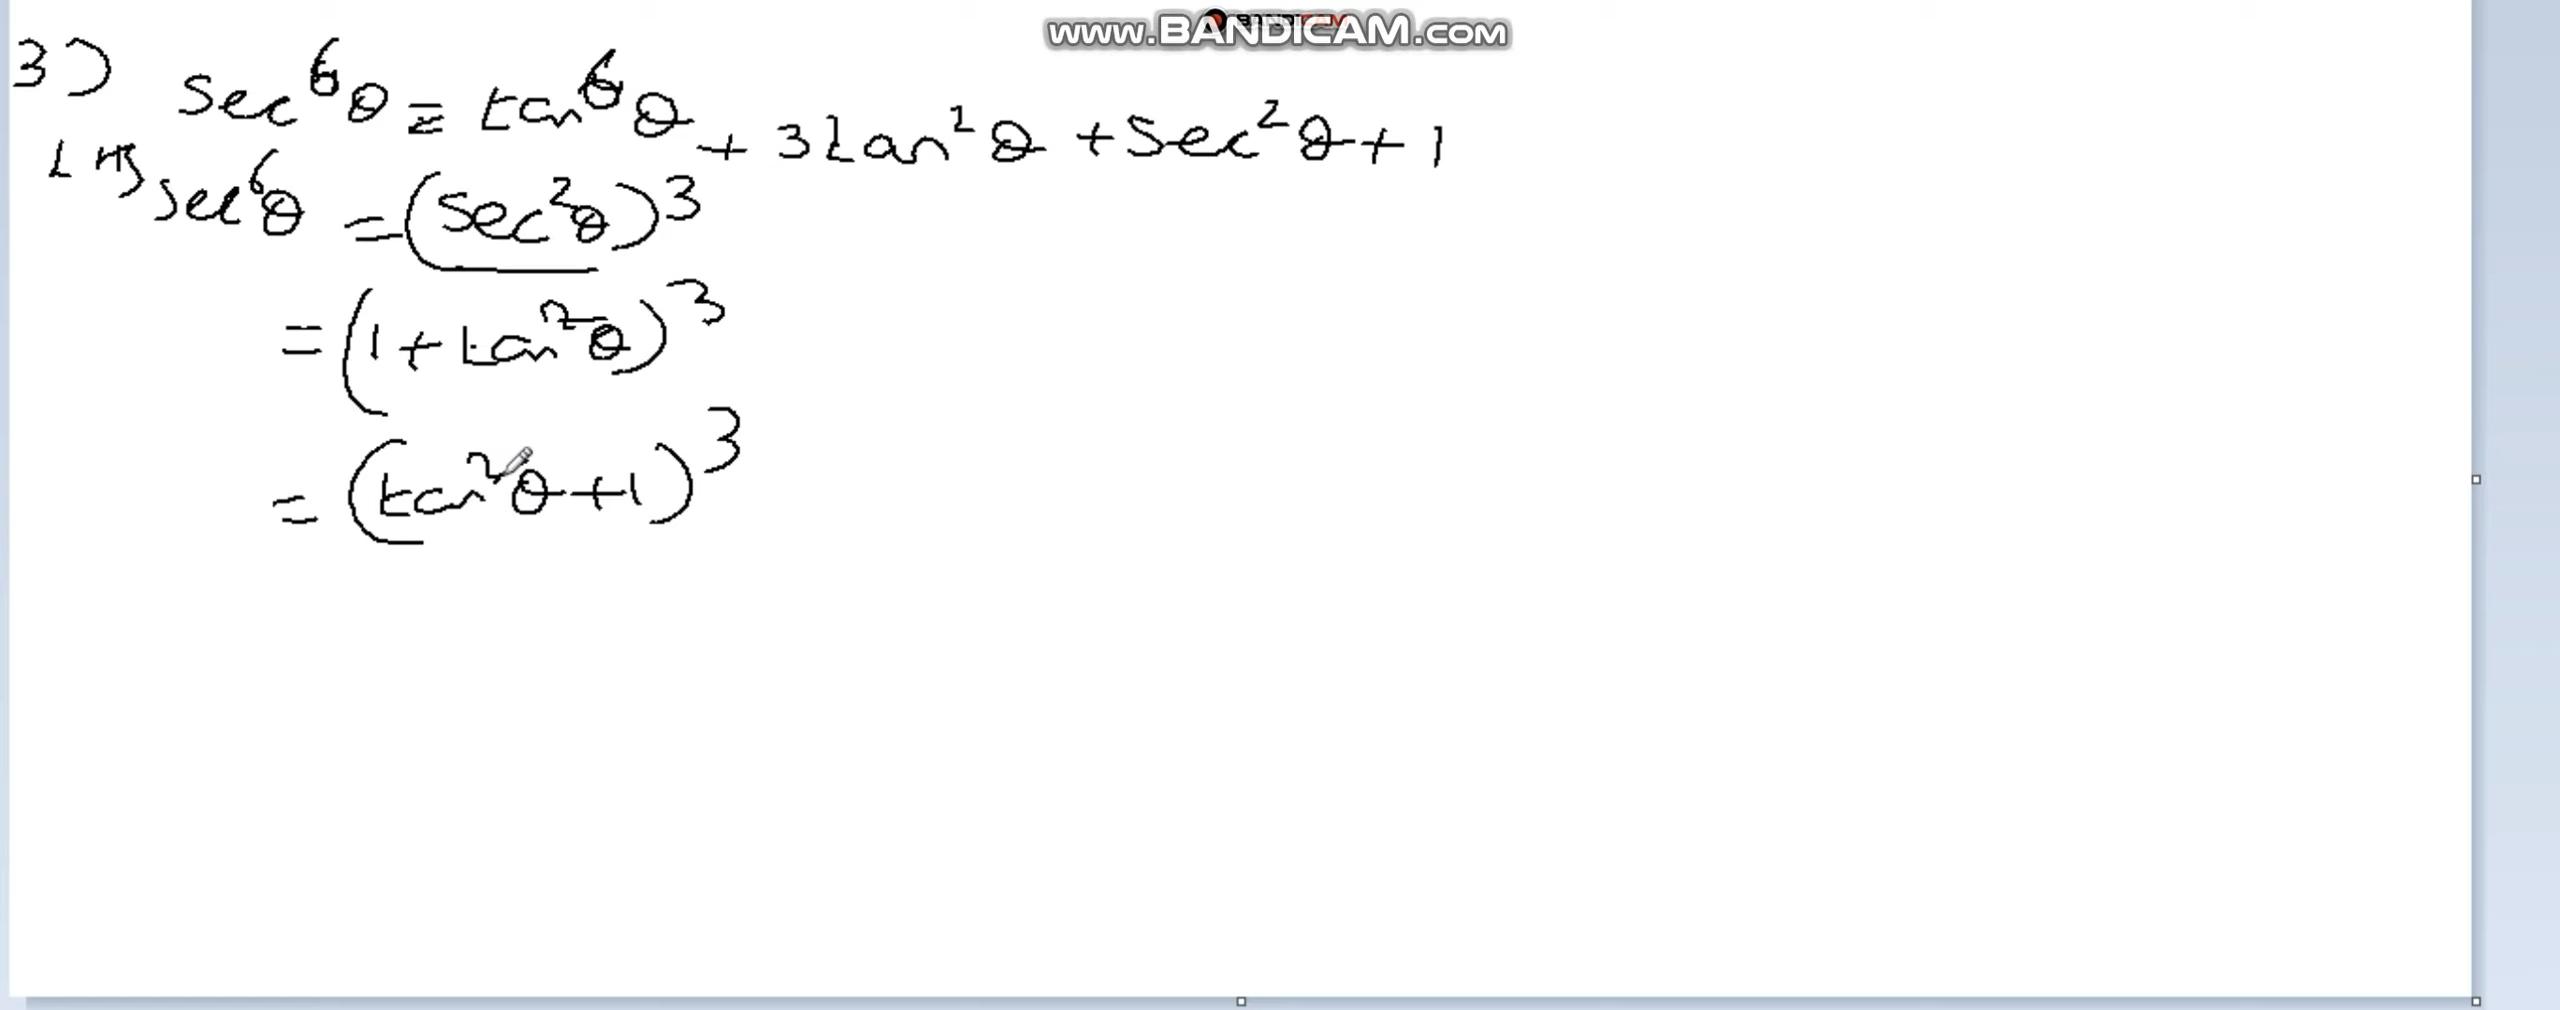 www.BANDICAM.com
3) sec⁶θ = tan⁶θ + 3tan²θ + sec²θ + 1
LHS sec⁶θ = (sec²θ)³
= (1 + tan²θ)³
= (tan²θ + 1)³